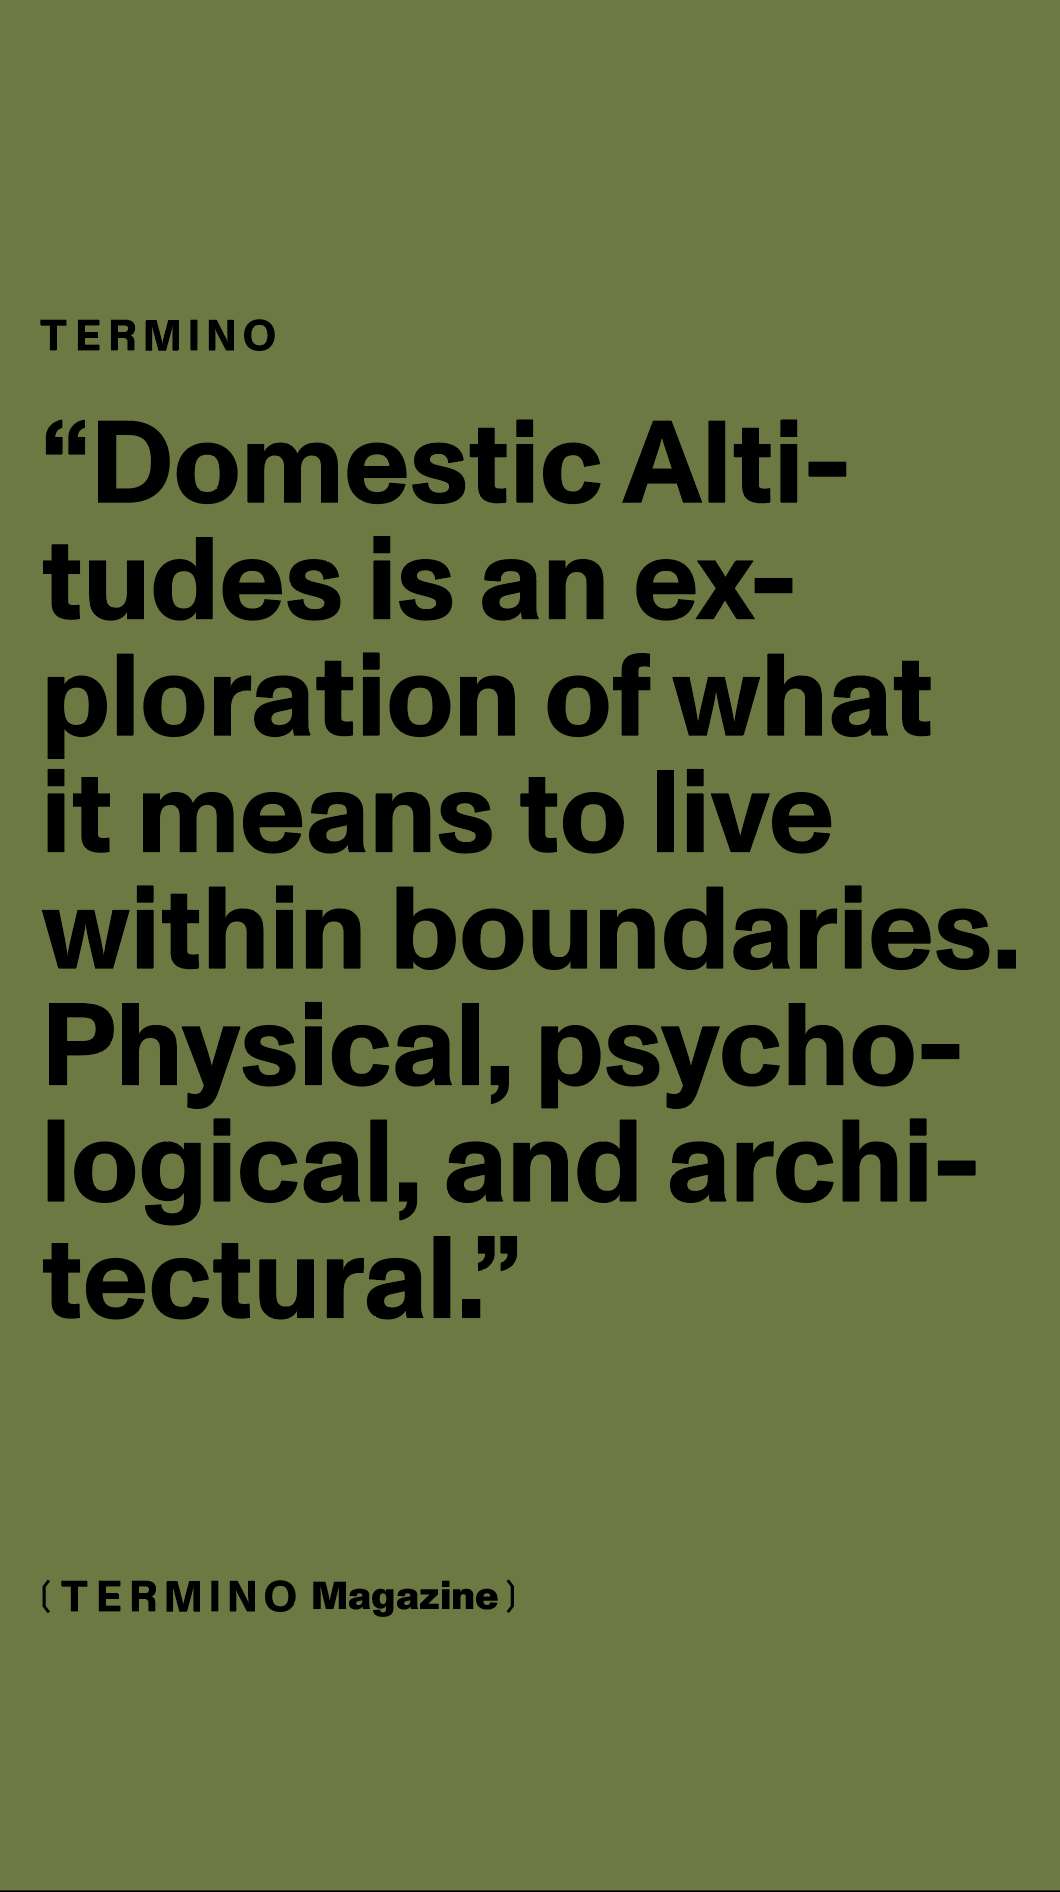 TERMINO
“Domestic Alti-
tudes is an ex-
ploration of what
it means to live
within boundaries.
Physical, psycho-
logical, and archi-
tectural.”
(TERMINO Magazine)